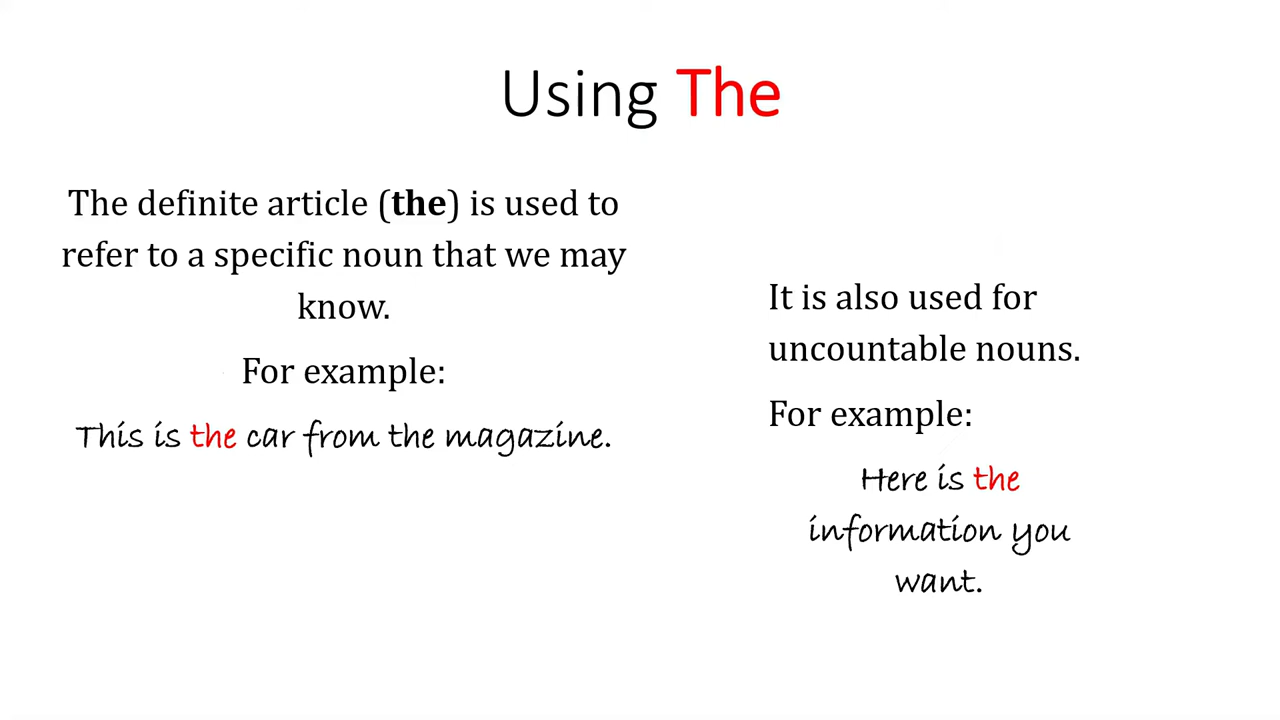 Using The
The definite article (the) is used to
refer to a specific noun that we may
know.
For example:
This is the car from the magazine.
It is also used for
uncountable nouns.
For example:
Here is the
information you
want.